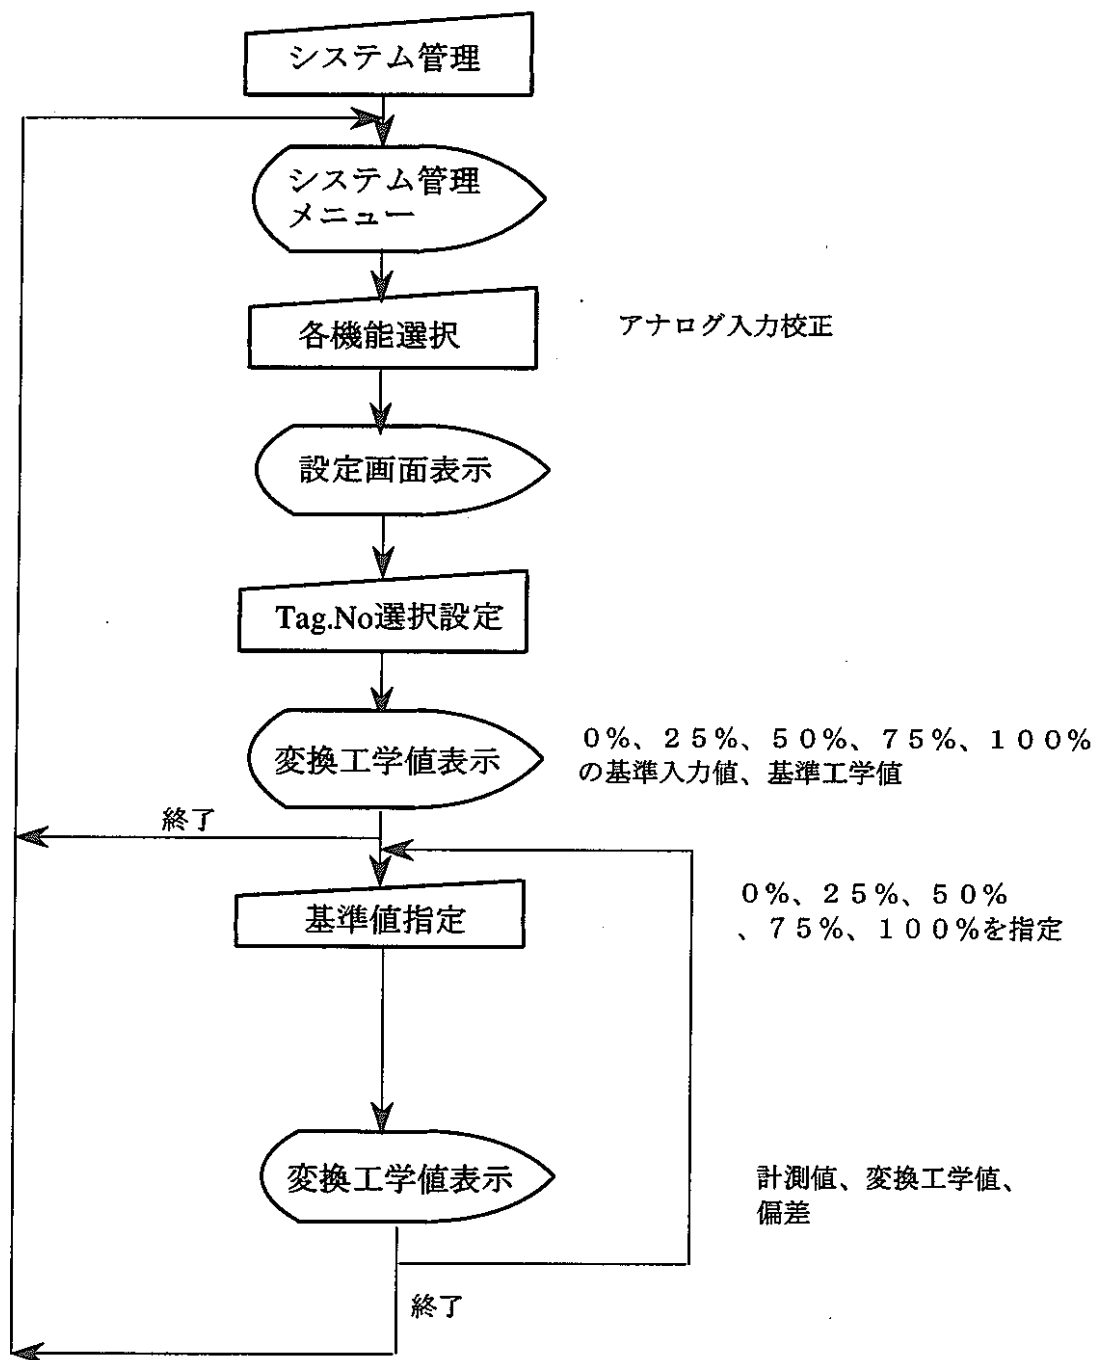 システム管理
システム管理
メニュー
各機能選択
アナログ入力校正
設定画面表示
Tag.No選択設定
変換工学値表示
０%、２５%、５０%、７５%、１００%
の基準入力値、基準工学値
終了
基準値指定
０%、２５%、５０%
、７５%、１００%を指定
変換工学値表示
計測値、変換工学値、
偏差
終了